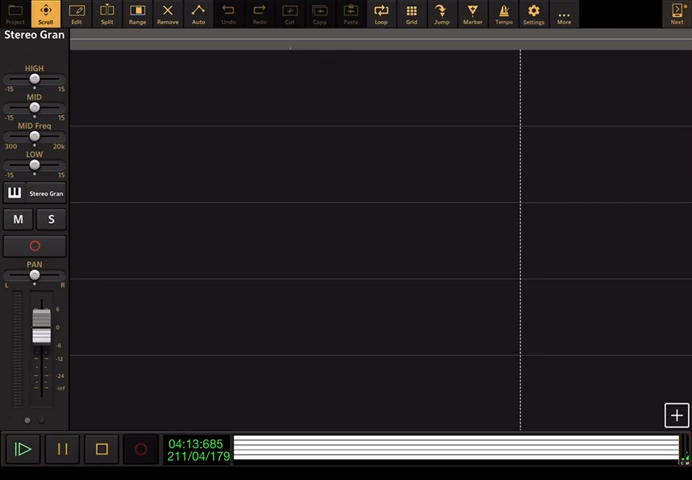 Project Scroll Edit Split Range Remove Auto Undo Redo Cut Copy Paste Loop Grid Jump Marker Tempo Settings More Next
Stereo Gran
HIGH
-15 15
MID
-15 15
MID Freq
300 20k
LOW
-15 15
Stereo Gran
M S
PAN
L R
6
0
-6
-12
-24
-inf
04:13:685
211/04/179